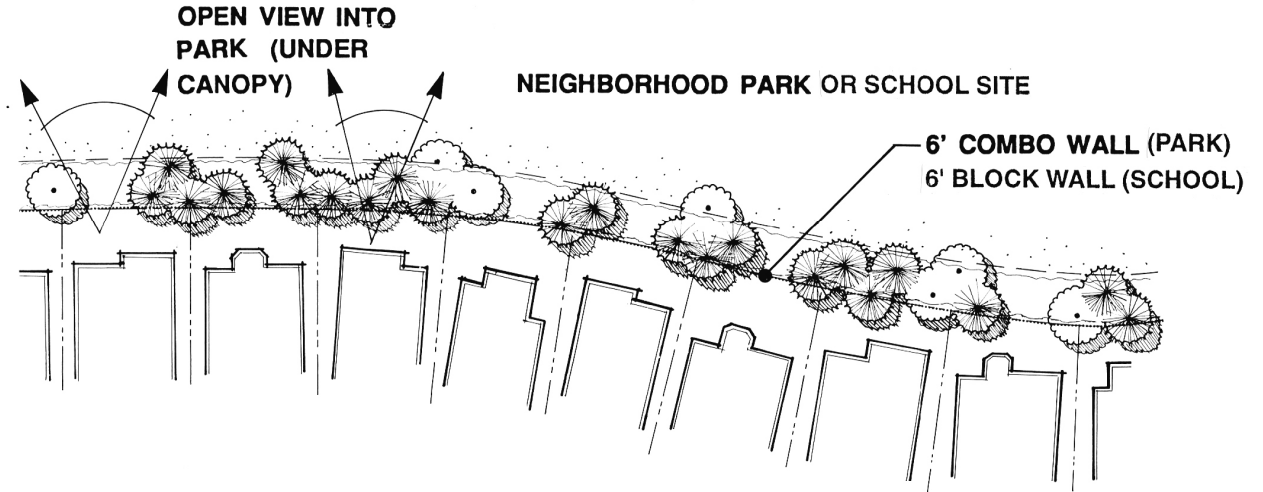 OPEN VIEW INTO
PARK (UNDER
CANOPY)
NEIGHBORHOOD PARK OR SCHOOL SITE
6' COMBO WALL (PARK)
6' BLOCK WALL (SCHOOL)